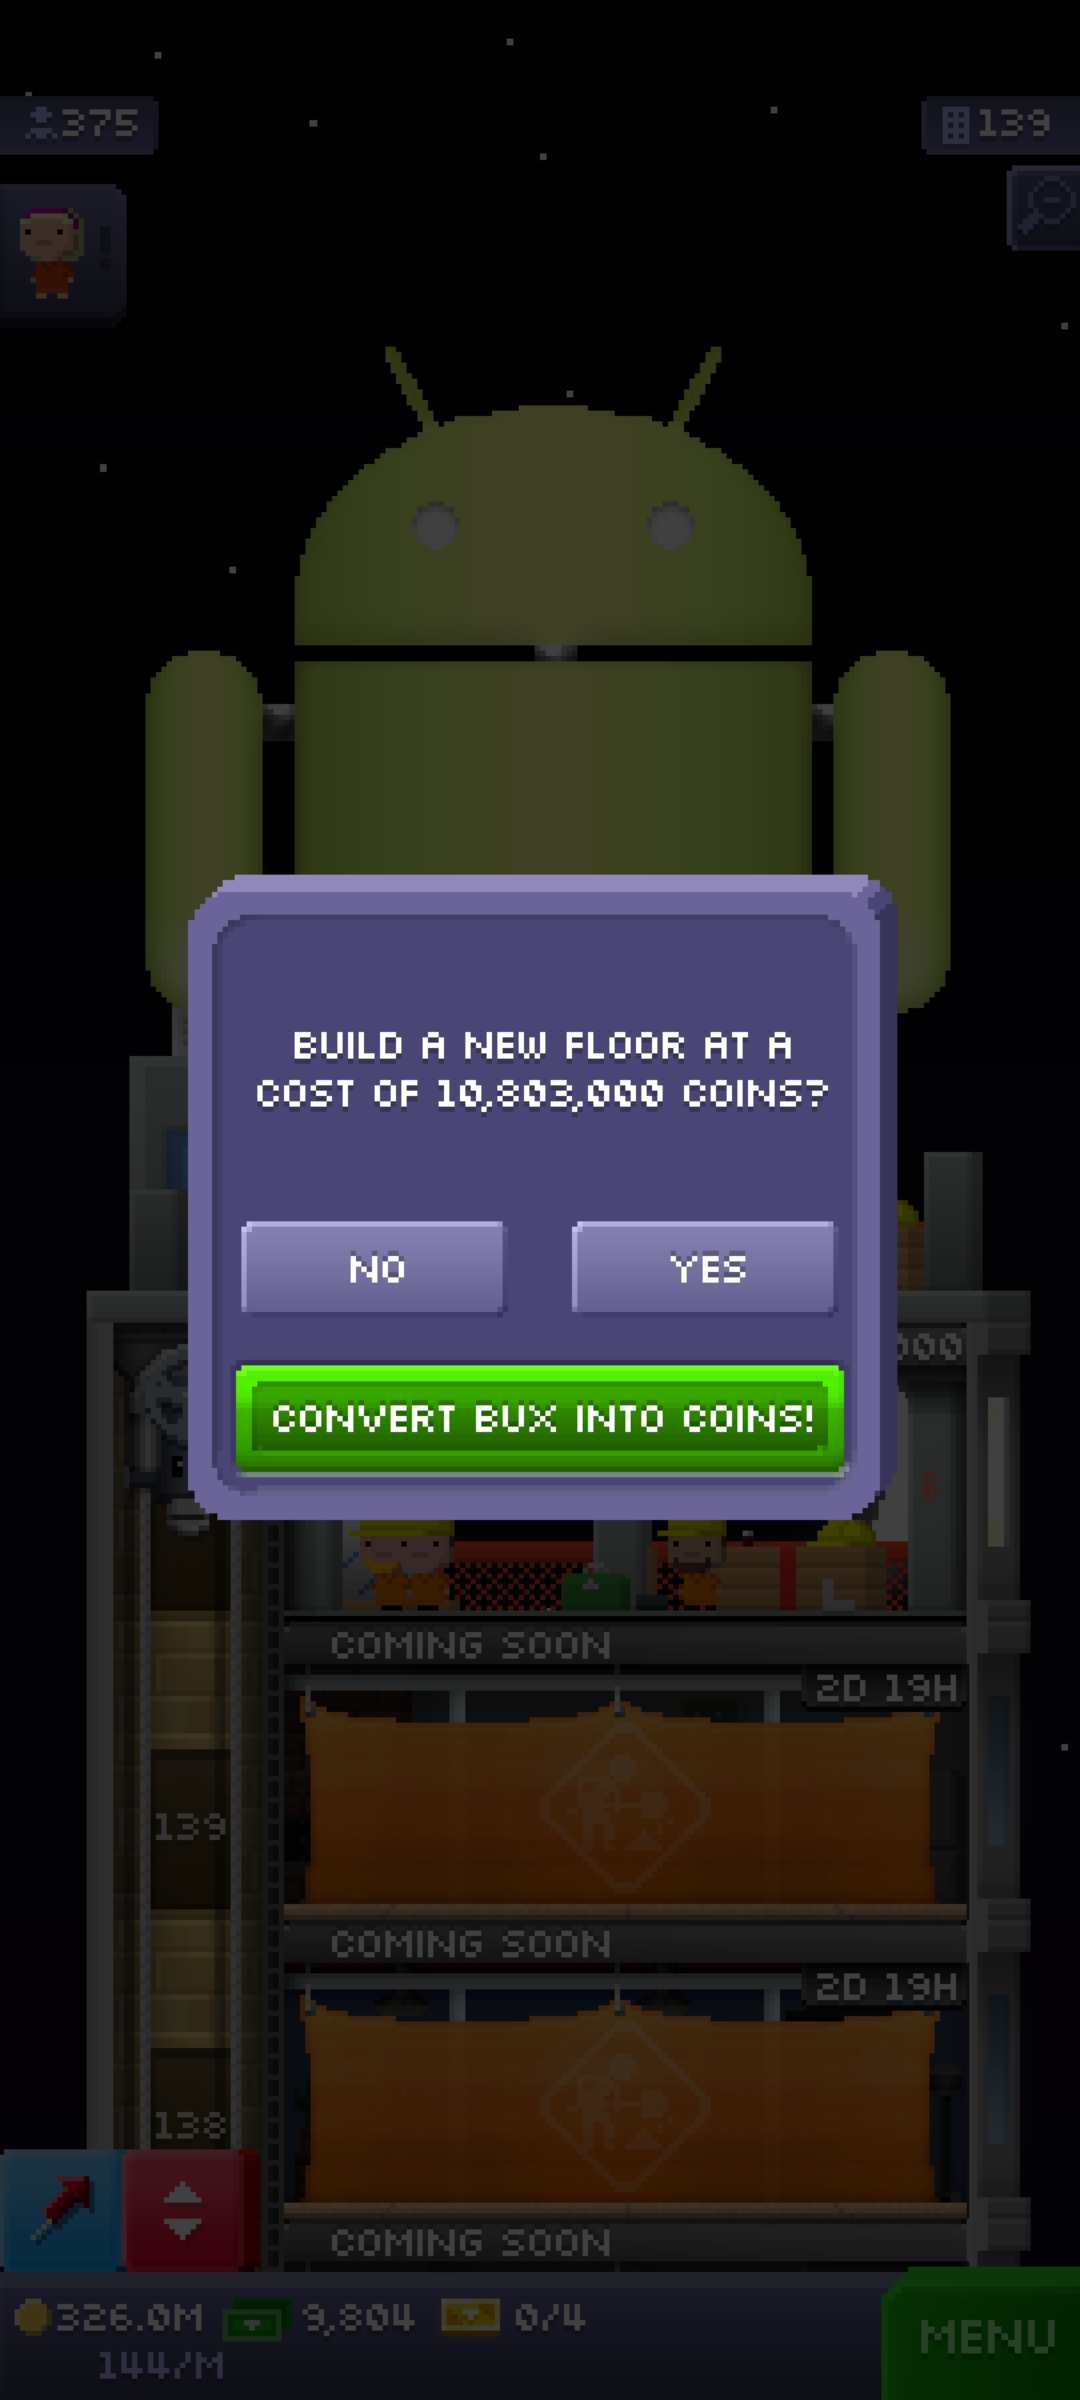 375
139
BUILD A NEW FLOOR AT A
COST OF 10,803,000 COINS?
NO
YES
CONVERT BUX INTO COINS!
000
COMING SOON
2D 19H
139
COMING SOON
2D 19H
138
COMING SOON
326.0M
9,804
0/4
144/M
MENU